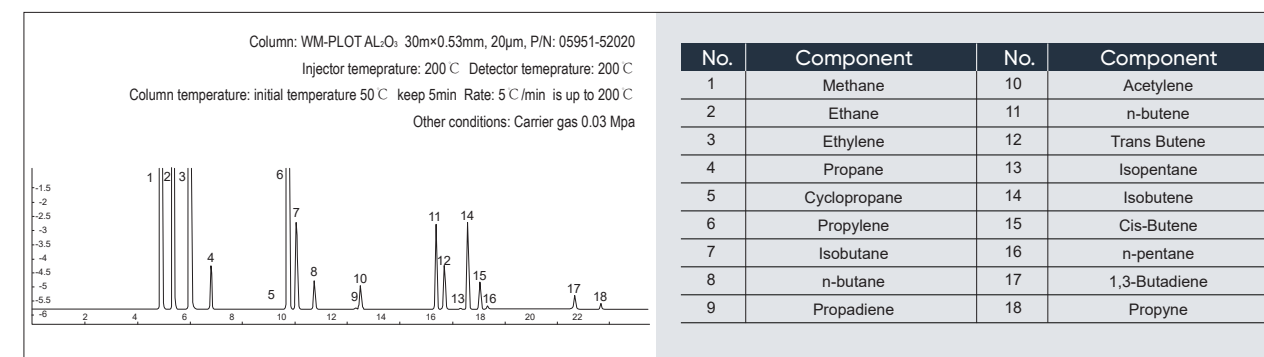 Column: WM-PLOT AL₂O₃ 30m×0.53mm, 20μm, P/N: 05951-52020
Injector temeprature: 200℃ Detector temeprature: 200℃
Column temperature: initial temperature 50℃ keep 5min Rate: 5℃/min is up to 200℃
Other conditions: Carrier gas 0.03 Mpa
1 2 3 6
-1.5
-2
-2.5
-3
-3.5
-4
-4.5
-5
-5.5
-6
7
11 14
4
12
8
10
15
5
9
13 16
17
18
2 4 6 8 10 12 14 16 18 20 22
No. Component No. Component
1 Methane 10 Acetylene
2 Ethane 11 n-butene
3 Ethylene 12 Trans Butene
4 Propane 13 Isopentane
5 Cyclopropane 14 Isobutene
6 Propylene 15 Cis-Butene
7 Isobutane 16 n-pentane
8 n-butane 17 1,3-Butadiene
9 Propadiene 18 Propyne